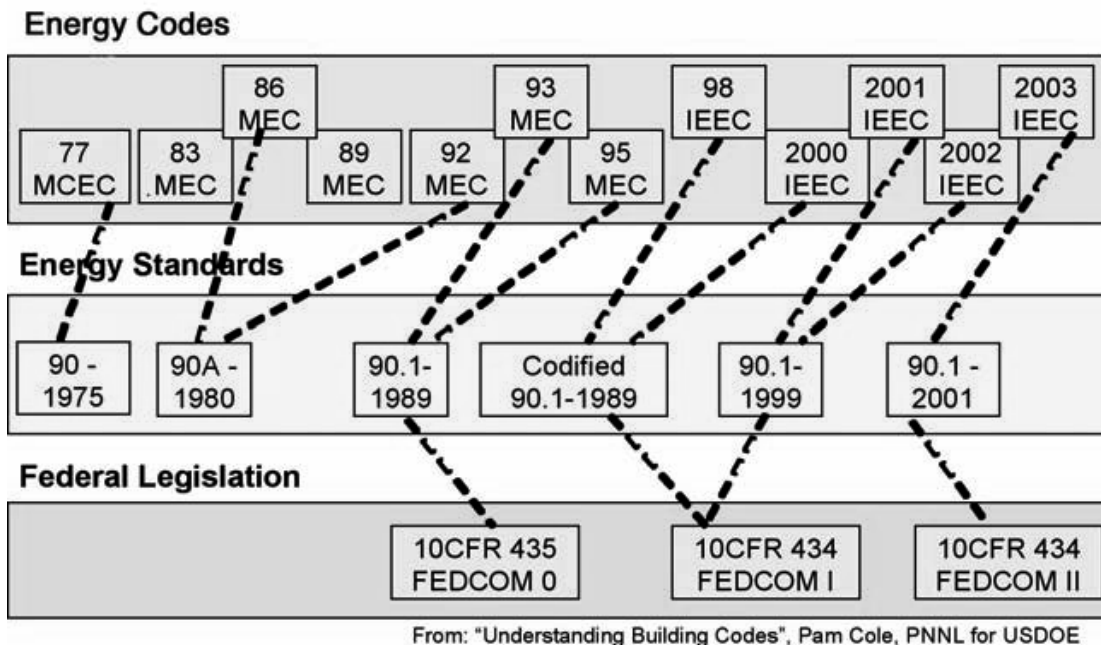 Energy Codes
86
MEC
93
MEC
98
IEEC
2001
IEEC
2003
IEEC
77
MCEC
83
.MEC
89
MEC
92
MEC
95
MEC
2000
IEEC
2002
IEEC
Energy Standards
90 -
1975
90A -
1980
90.1-
1989
Codified
90.1-1989
90.1-
1999
90.1 -
2001
Federal Legislation
10CFR 435
FEDCOM 0
10CFR 434
FEDCOM I
10CFR 434
FEDCOM II
From: “Understanding Building Codes”, Pam Cole, PNNL for USDOE